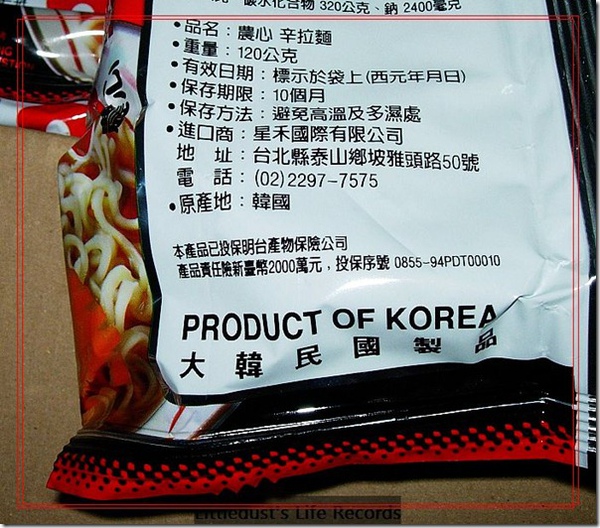 碳水化合物 320公克、鈉 2400毫克
•品名：農心 辛拉麵
•重量：120公克
•有效日期：標示於袋上(西元年月日)
•保存期限：10個月
•保存方法：避免高溫及多濕處
•進口商：星禾國際有限公司
地　址：台北縣泰山鄉坡雅頭路50號
電　話：(02)2297-7575
•原產地：韓國
本產品已投保明台產物保險公司
產品責任險新臺幣2000萬元，投保序號 0855-94PDT00010
PRODUCT OF KOREA
大韓民國製品
Littledust's Life Records